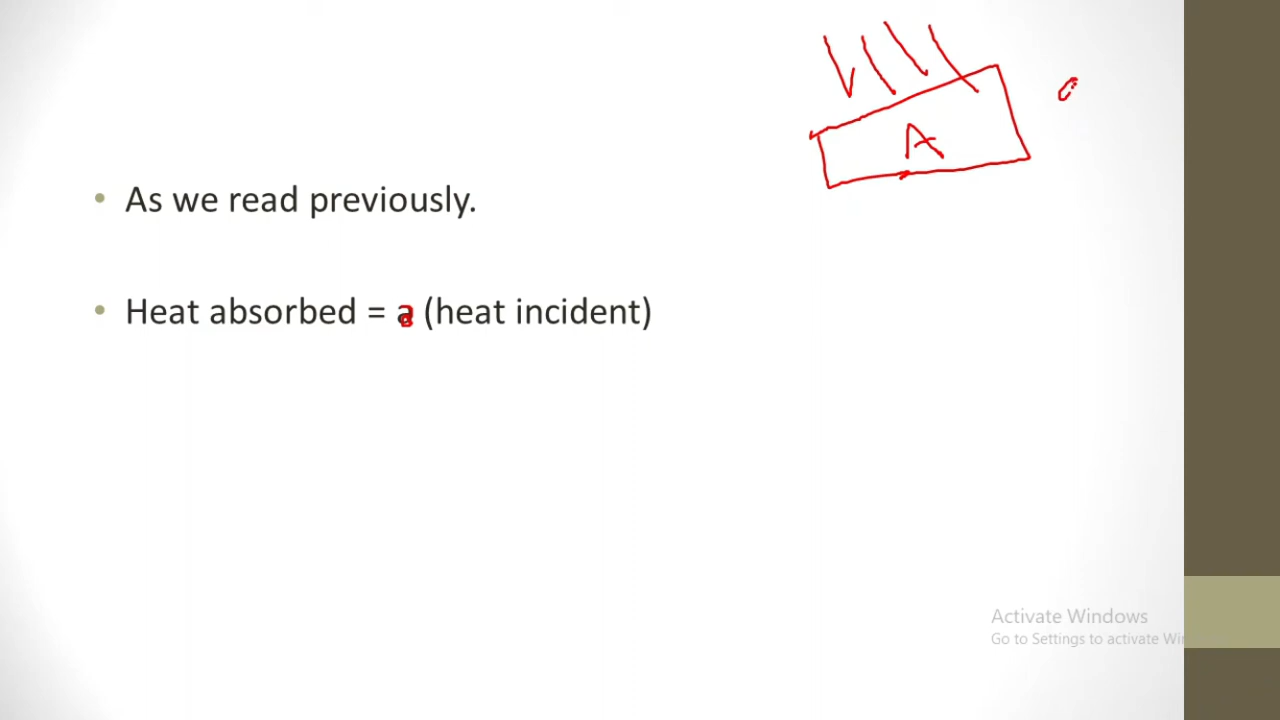 A
• As we read previously.
• Heat absorbed = a (heat incident)
Activate Windows
Go to Settings to activate Wi